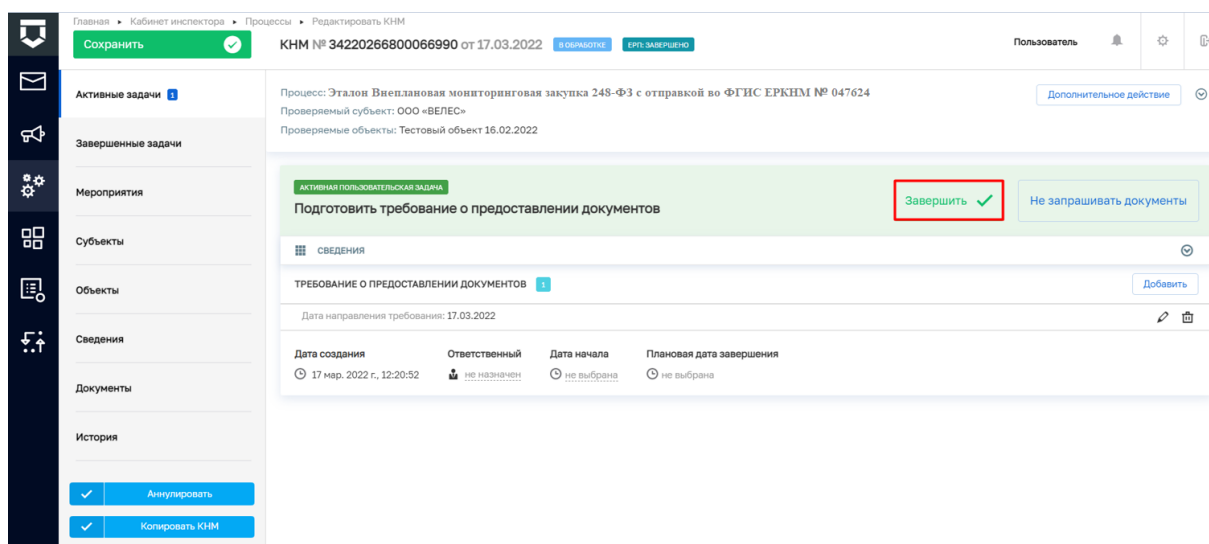 Главная ▸ Кабинет инспектора ▸ Процессы ▸ Редактировать КНМ
Сохранить
КНМ № 34220266800066990 от 17.03.2022 В ОБРАБОТКЕ ЕРП: ЗАВЕРШЕНО
Пользователь
Активные задачи 1
Завершенные задачи
Мероприятия
Субъекты
Объекты
Сведения
Документы
История
Аннулировать
Копировать КНМ
Процесс: Эталон Внеплановая мониторинговая закупка 248-ФЗ с отправкой во ФГИС ЕРКНМ № 047624
Дополнительное действие
Проверяемый субъект: ООО «ВЕЛЕС»
Проверяемые объекты: Тестовый объект 16.02.2022
АКТИВНАЯ ПОЛЬЗОВАТЕЛЬСКАЯ ЗАДАЧА
Подготовить требование о предоставлении документов
Завершить
Не запрашивать документы
СВЕДЕНИЯ
ТРЕБОВАНИЕ О ПРЕДОСТАВЛЕНИИ ДОКУМЕНТОВ 1
Добавить
Дата направления требования: 17.03.2022
Дата создания Ответственный Дата начала Плановая дата завершения
17 мар. 2022 г., 12:20:52 не назначен не выбрана не выбрана